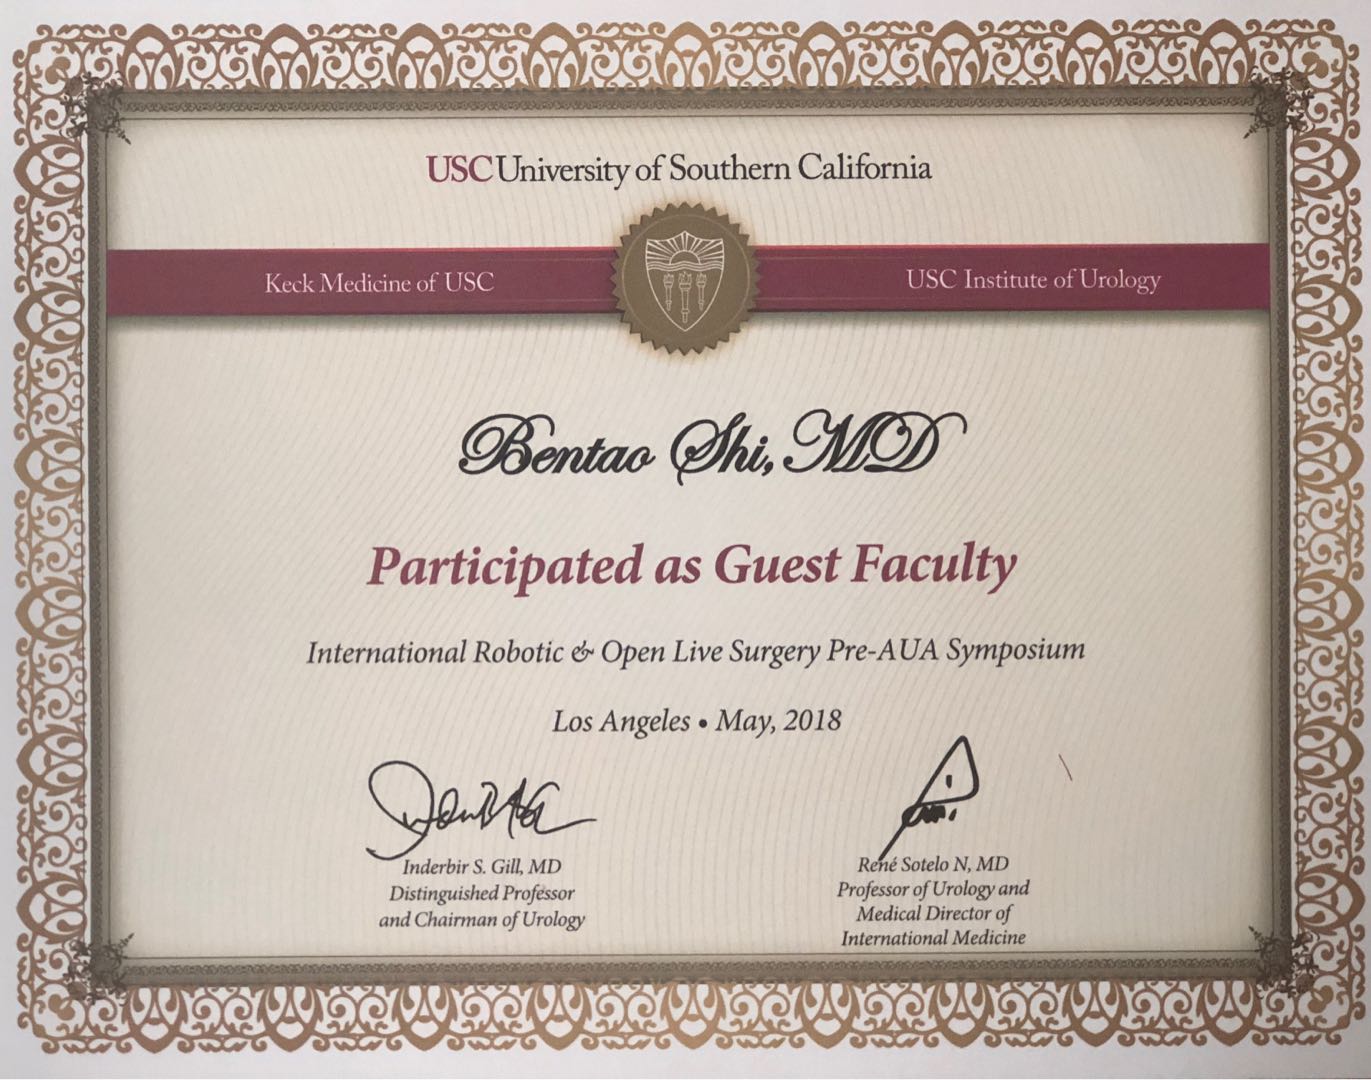 USC University of Southern California
Keck Medicine of USC
USC Institute of Urology
Bentao Shi, MD
Participated as Guest Faculty
International Robotic & Open Live Surgery Pre-AUA Symposium
Los Angeles • May, 2018
Inderbir S. Gill, MD
Distinguished Professor
and Chairman of Urology
René Sotelo N, MD
Professor of Urology and
Medical Director of
International Medicine